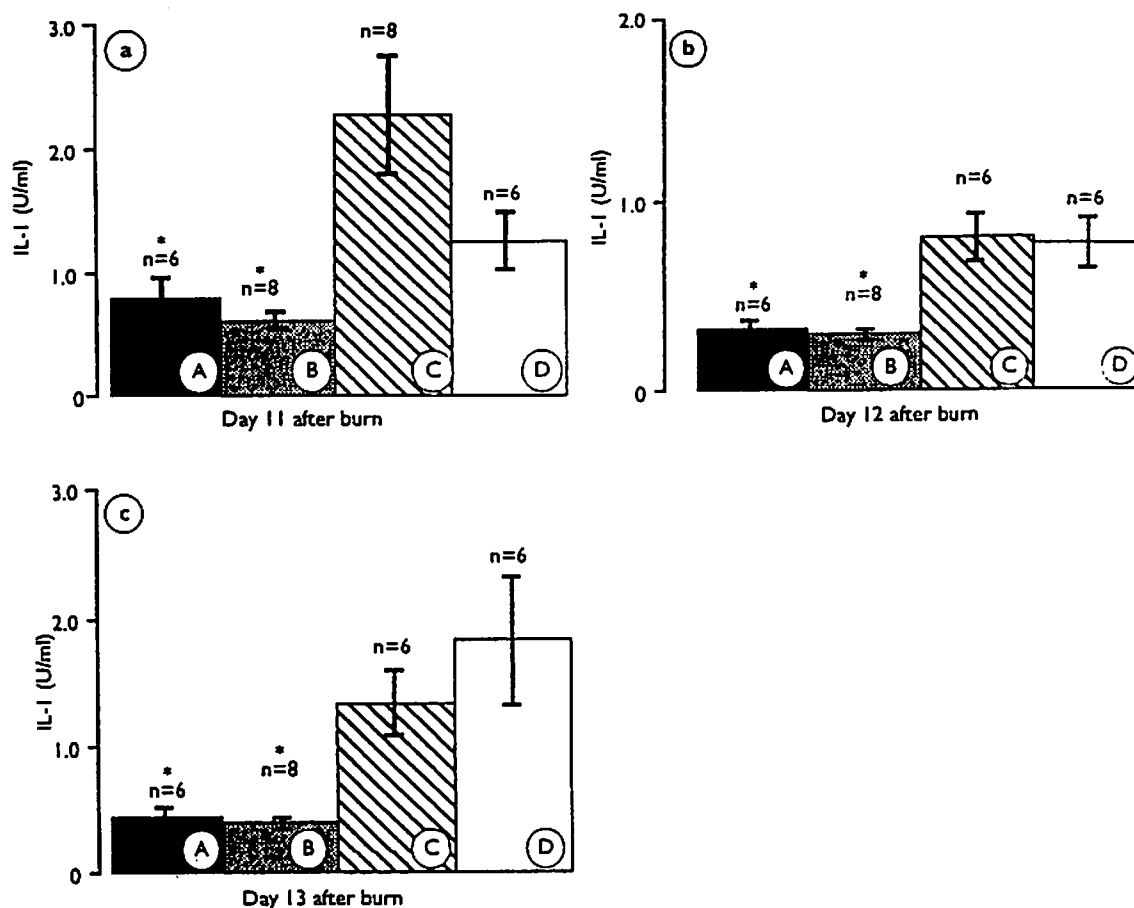 a
IL-1 (U/ml)
3.0
2.0
1.0
0
*
n=6
*
n=8
n=8
n=6
A
B
C
D
Day 11 after burn
b
IL-1 (U/ml)
2.0
1.0
0
*
n=6
*
n=8
n=6
n=6
A
B
C
D
Day 12 after burn
c
IL-1 (U/ml)
3.0
2.0
1.0
0
*
n=6
*
n=8
n=6
n=6
A
B
C
D
Day 13 after burn